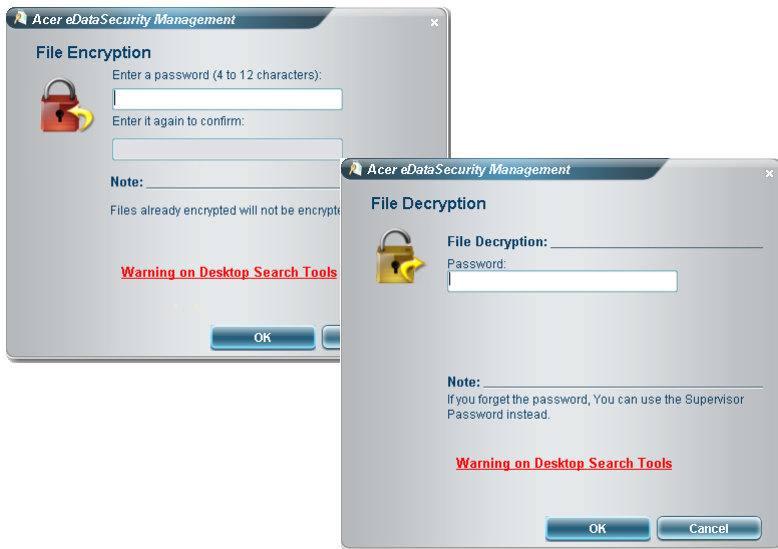 Acer eDataSecurity Management
File Encryption
Enter a password (4 to 12 characters):
Enter it again to confirm:
Note:
Files already encrypted will not be
Warning on Desktop Search Tools
OK
Acer eDataSecurity Management
File Decryption
File Decryption:
Password:
Note:
If you forget the password, You can use the Supervisor
Password instead.
Warning on Desktop Search Tools
OK
Cancel